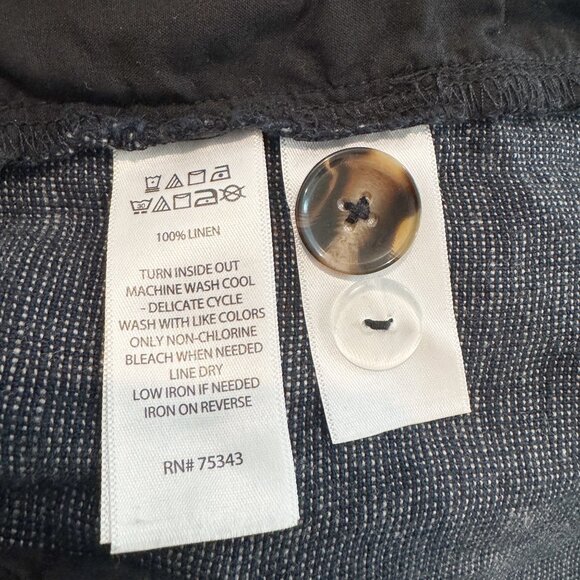 100% LINEN
TURN INSIDE OUT
MACHINE WASH COOL
- DELICATE CYCLE
WASH WITH LIKE COLORS
ONLY NON-CHLORINE
BLEACH WHEN NEEDED
LINE DRY
LOW IRON IF NEEDED
IRON ON REVERSE
RN# 75343